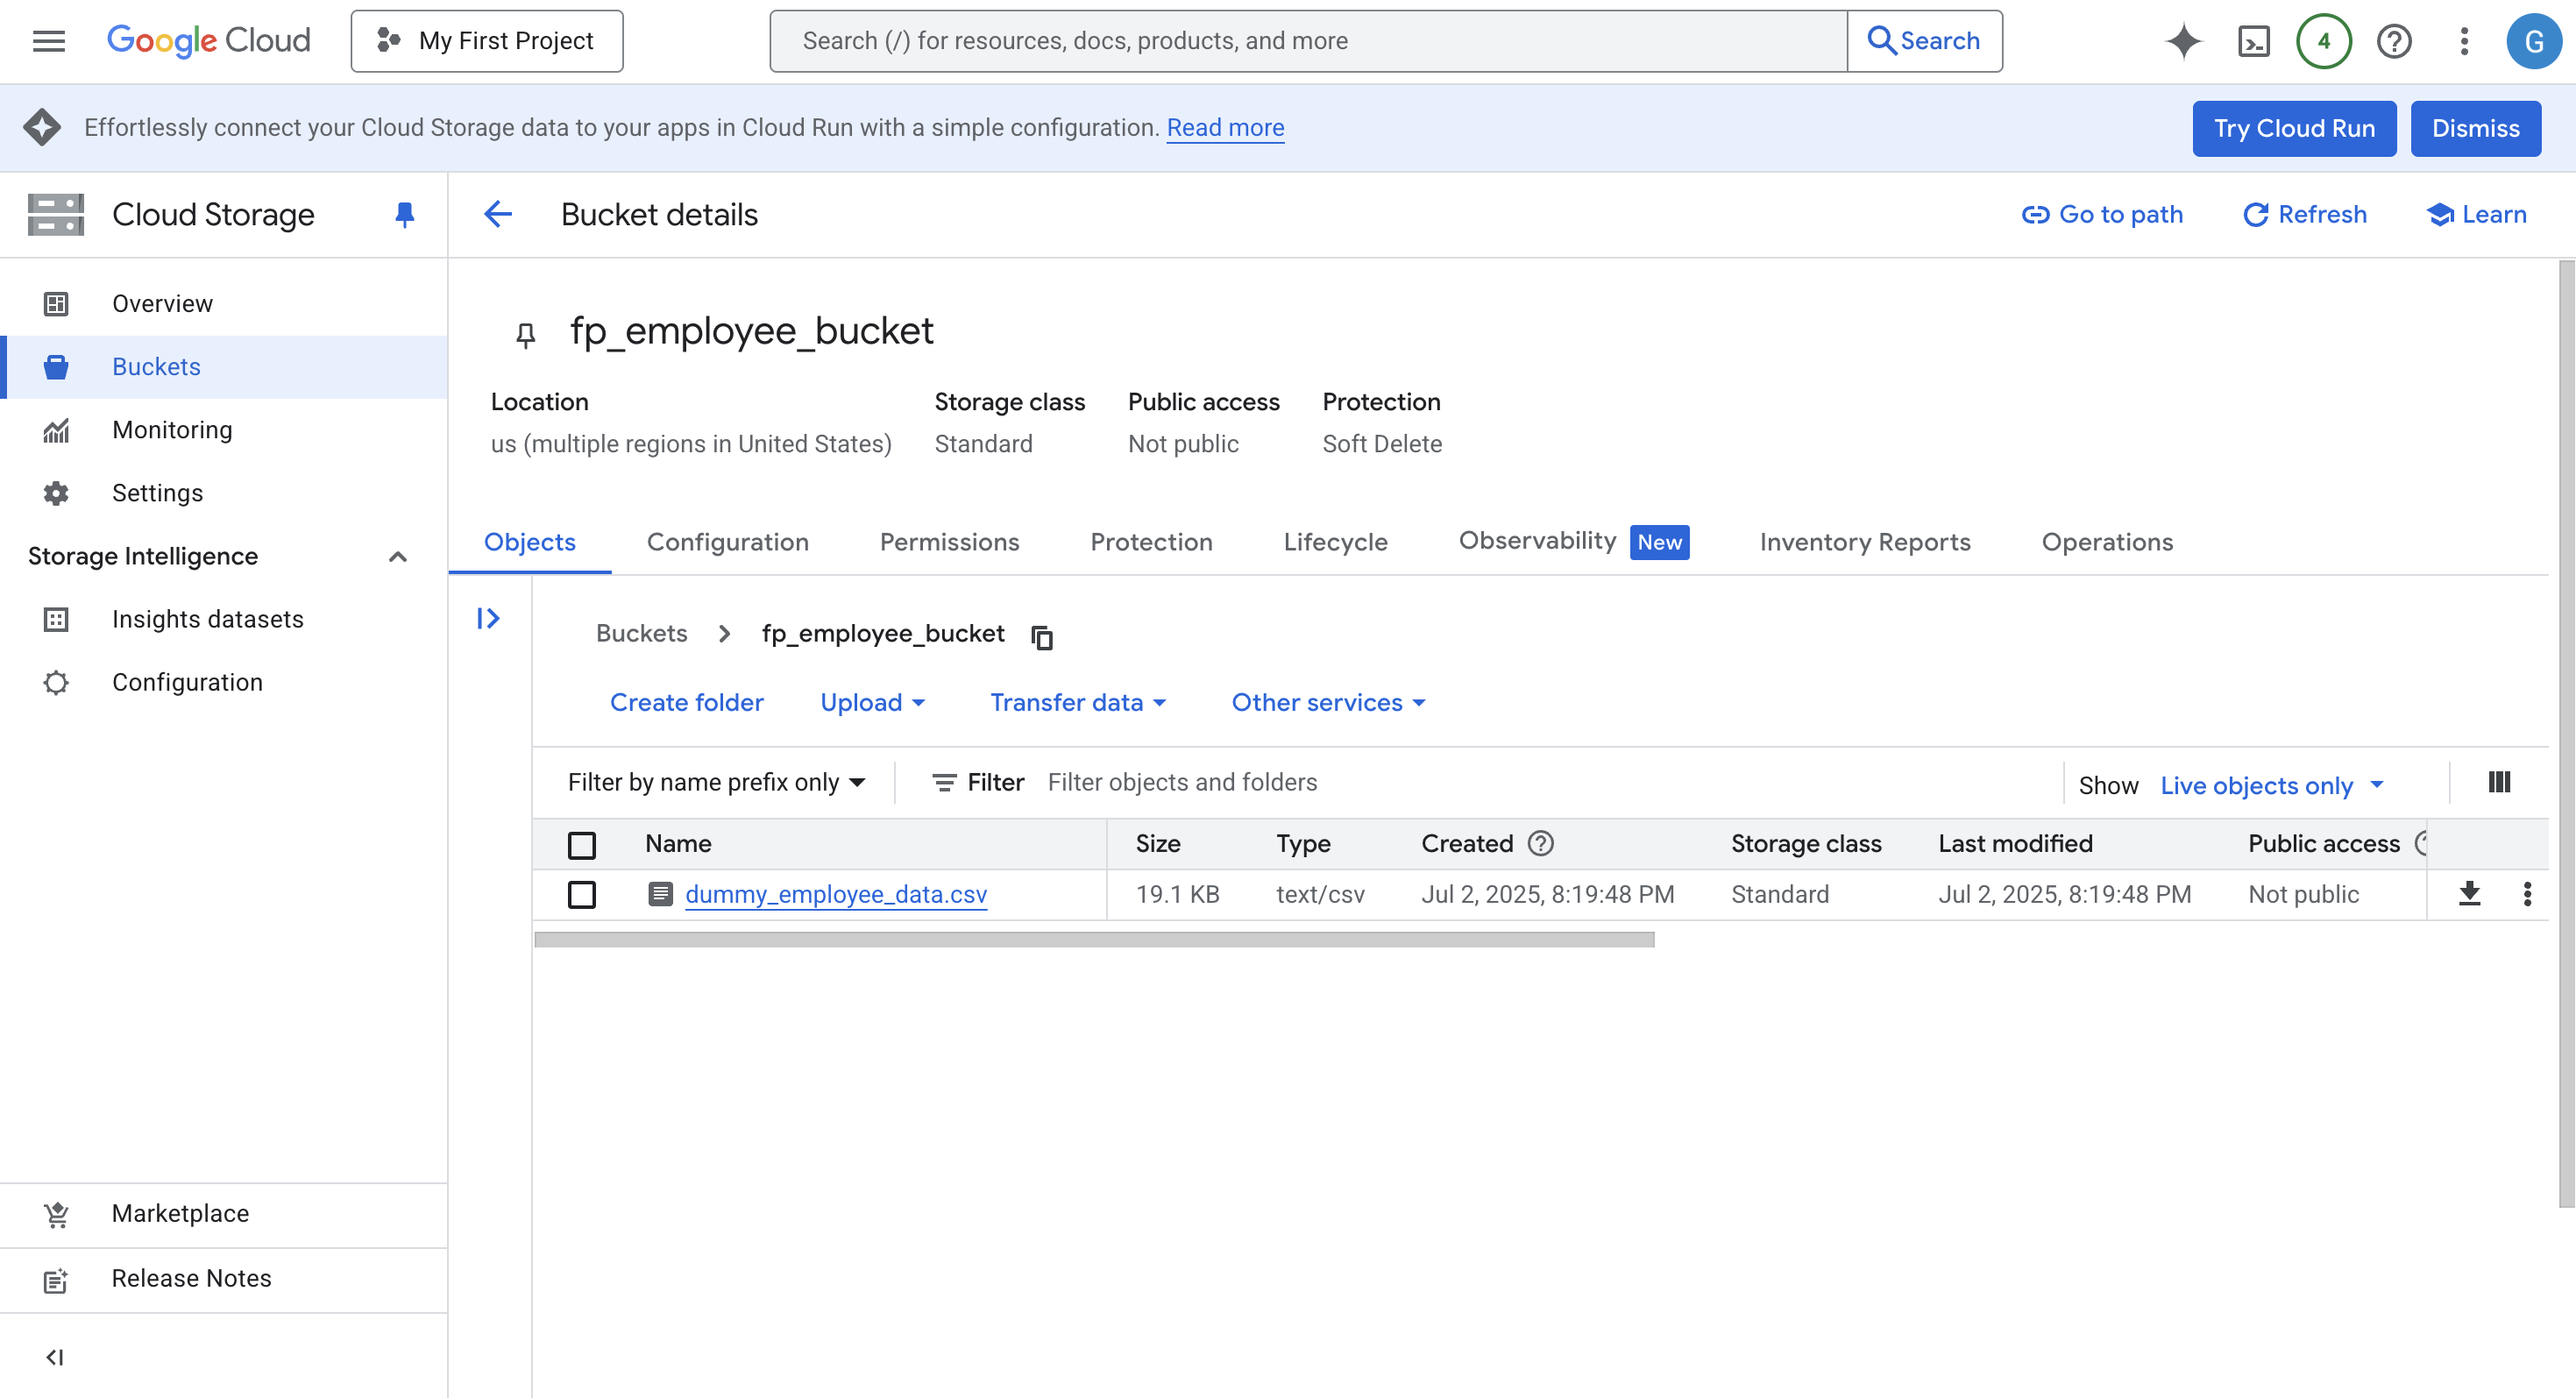 Google Cloud My First Project Search (/) for resources, docs, products, and more Search 4 G
Effortlessly connect your Cloud Storage data to your apps in Cloud Run with a simple configuration. Read more Try Cloud Run Dismiss
Cloud Storage
Bucket details Go to path Refresh Learn
Overview
Buckets
Monitoring
Settings
Storage Intelligence
Insights datasets
Configuration
Marketplace
Release Notes
fp_employee_bucket
Location Storage class Public access Protection
us (multiple regions in United States) Standard Not public Soft Delete
Objects Configuration Permissions Protection Lifecycle Observability New Inventory Reports Operations
Buckets fp_employee_bucket
Create folder Upload Transfer data Other services
Filter by name prefix only Filter Filter objects and folders Show Live objects only
Name Size Type Created Storage class Last modified Public access
dummy_employee_data.csv 19.1 KB text/csv Jul 2, 2025, 8:19:48 PM Standard Jul 2, 2025, 8:19:48 PM Not public